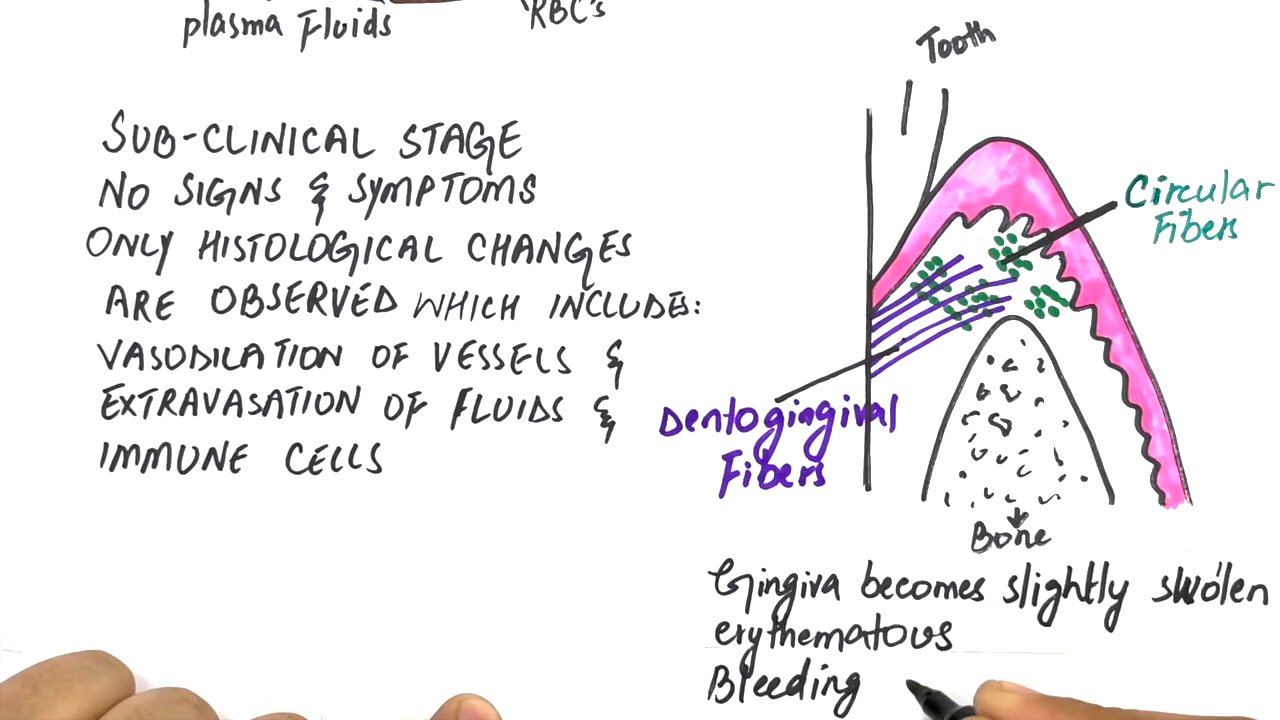 plasma Fluids
RBC's
SUB-CLINICAL STAGE
NO SIGNS & SYMPTOMS
ONLY HISTOLOGICAL CHANGES
ARE OBSERVED WHICH INCLUDES:
VASODILATION OF VESSELS &
EXTRAVASATION OF FLUIDS &
IMMUNE CELLS
Tooth
Circular
Fibers
Dentogingival
Fibers
Bone
Gingiva becomes slightly swolen
erythematous
Bleeding